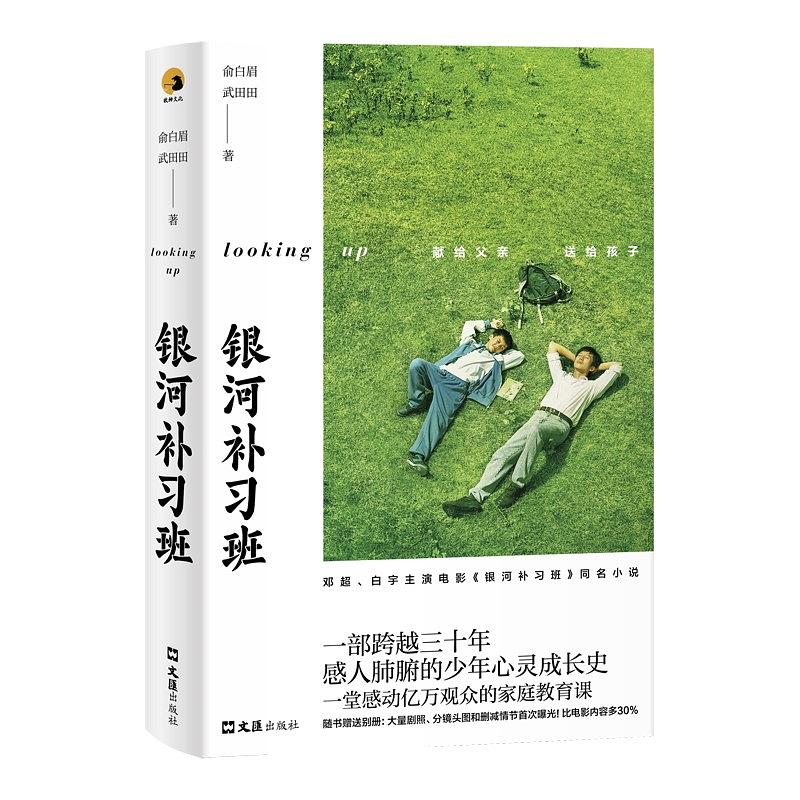 牧神文化
俞白眉
武田田
著
looking
up
银河补习班
文匯出版社
俞白眉
武田田
著
looking up 献给父亲 送给孩子
银河补习班
邓超、白宇主演电影《银河补习班》同名小说
一部跨越三十年
感人肺腑的少年心灵成长史
一堂感动亿万观众的家庭教育课
随书赠送别册：大量剧照、分镜头图和删减情节首次曝光！比电影内容多30%
文匯出版社